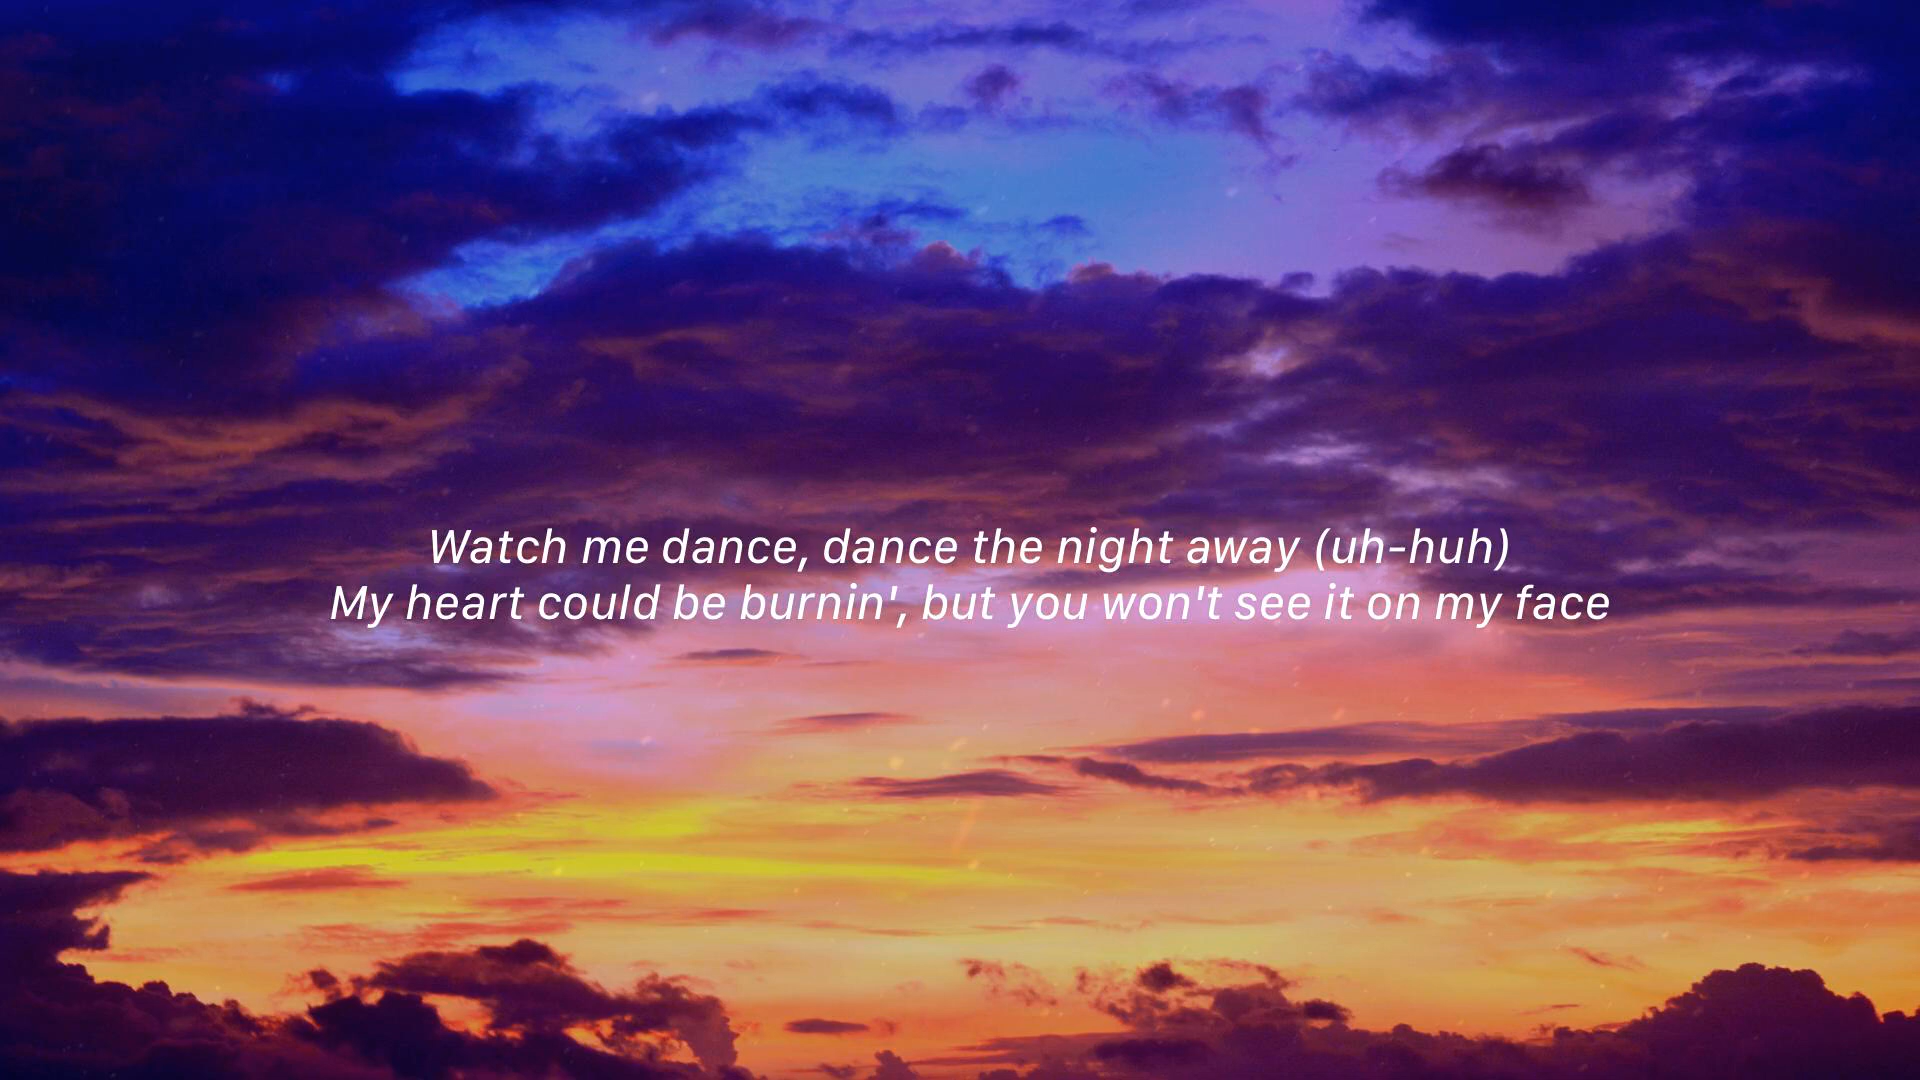 Watch me dance, dance the night away (uh-huh)
My heart could be burnin', but you won't see it on my face